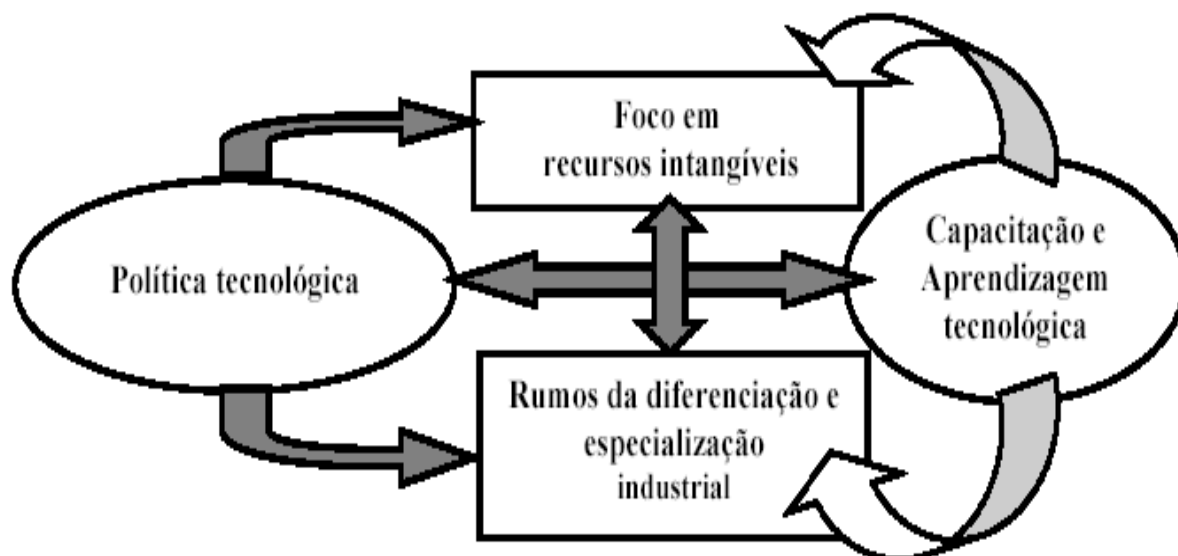 Foco em
recursos intangíveis
Política tecnológica
Capacitação e
Aprendizagem
tecnológica
Rumos da diferenciação e
especialização
industrial